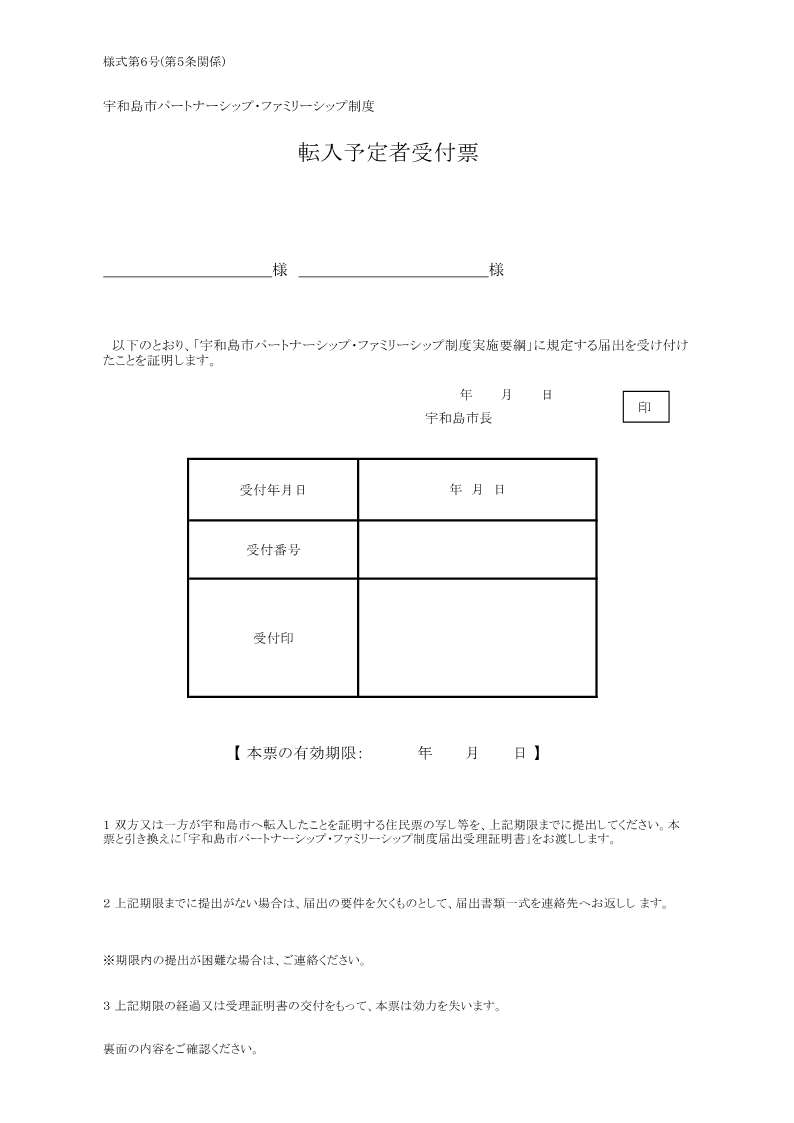 様式第6号(第5条関係)
宇和島市パートナーシップ・ファミリーシップ制度
転入予定者受付票
様 様
以下のとおり、「宇和島市パートナーシップ・ファミリーシップ制度実施要綱」に規定する届出を受け付け
たことを証明します。
年 月 日
印
宇和島市長
受付年月日 年 月 日
受付番号
受付印
【 本票の有効期限： 年 月 日 】
1 双方又は一方が宇和島市へ転入したことを証明する住民票の写し等を、上記期限までに提出してください。本
票と引き換えに「宇和島市パートナーシップ・ファミリーシップ制度届出受理証明書」をお渡しします。
2 上記期限までに提出がない場合は、届出の要件を欠くものとして、届出書類一式を連絡先へお返しし ます。
※期限内の提出が困難な場合は、ご連絡ください。
3 上記期限の経過又は受理証明書の交付をもって、本票は効力を失います。
裏面の内容をご確認ください。